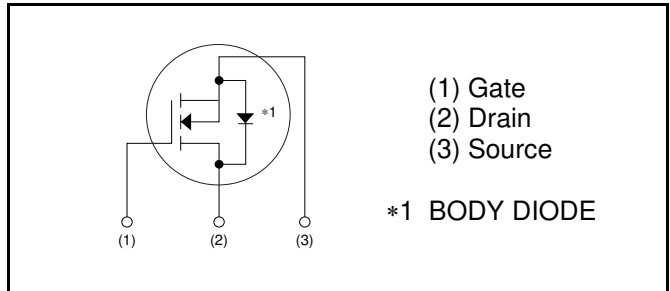 *1
(1) (2) (3)
(1) Gate
(2) Drain
(3) Source
*1 BODY DIODE